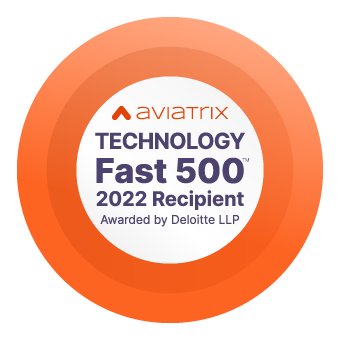 aviatrix
TECHNOLOGY
Fast 500™
2022 Recipient
Awarded by Deloitte LLP